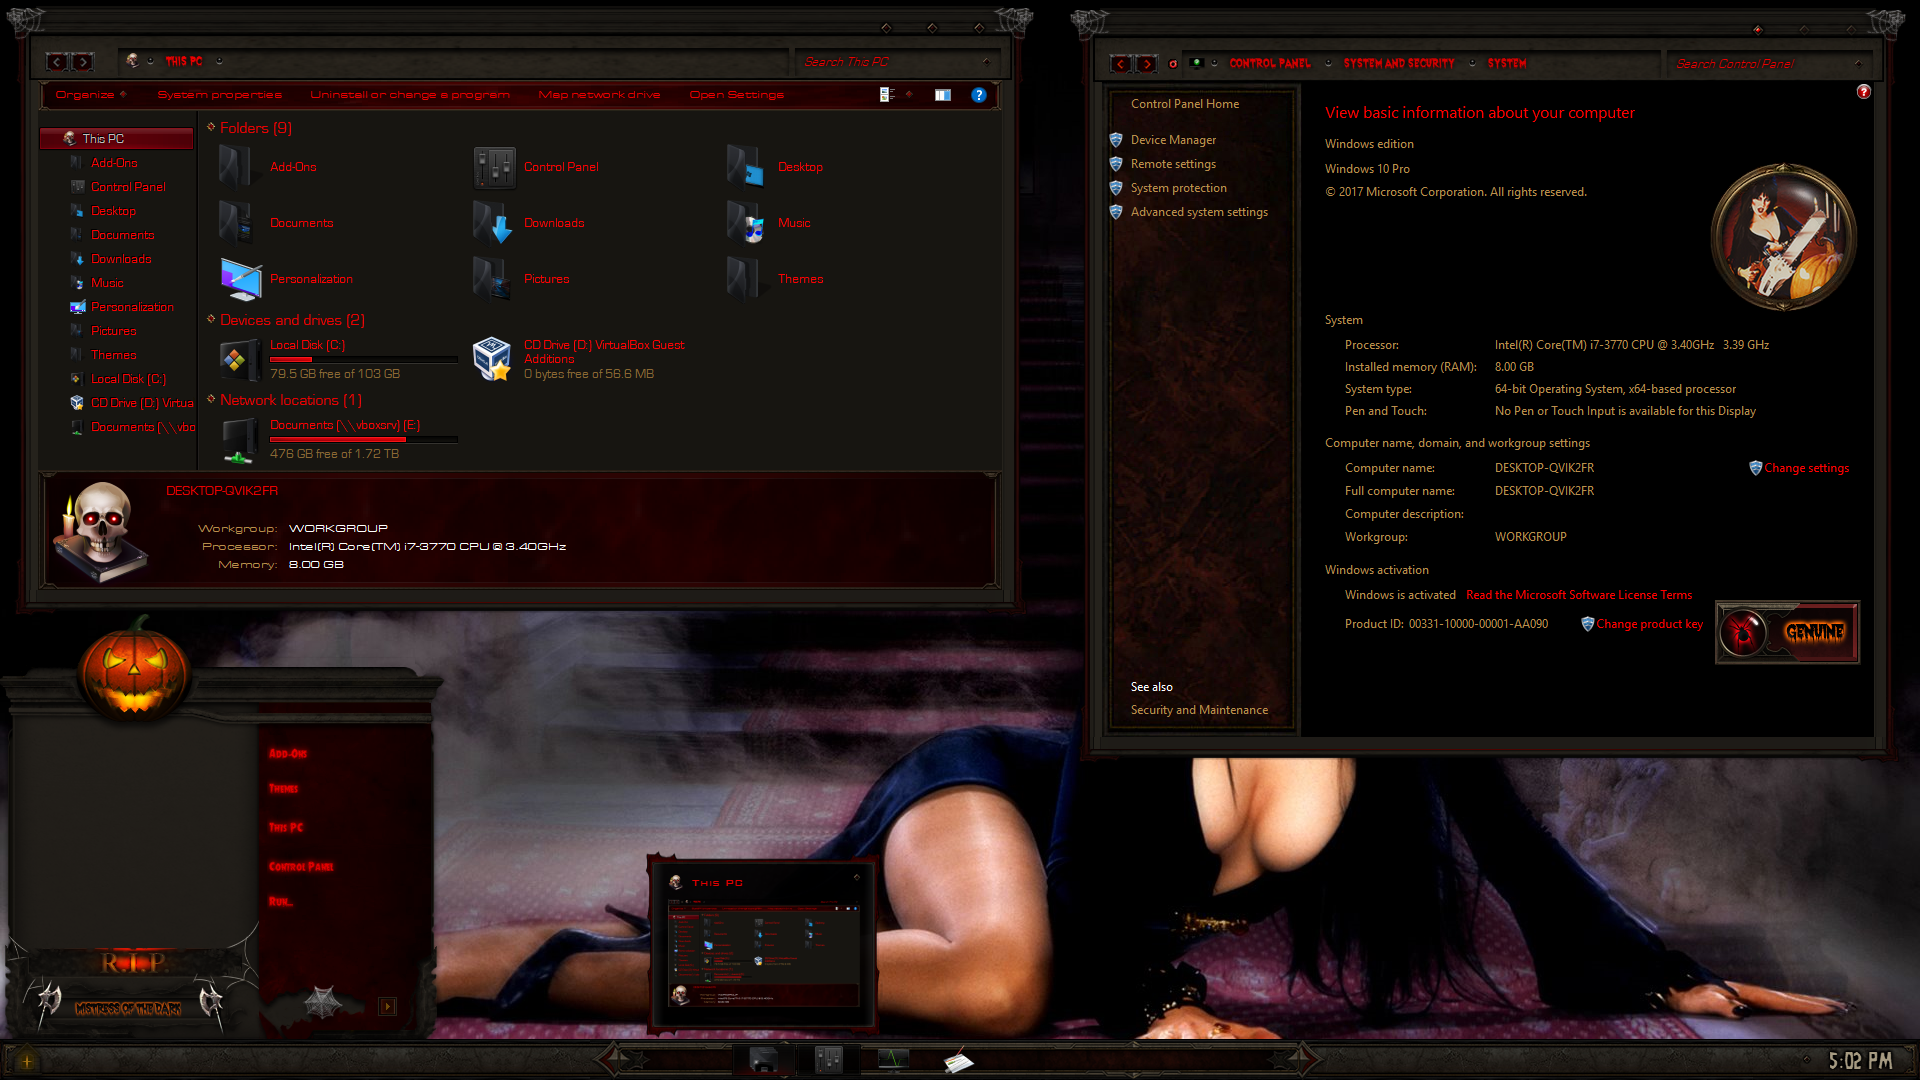 THIS PC
Search This PC
Organize
System properties
Uninstall or change a program
Map network drive
Open Settings
This PC
Add-Ons
Control Panel
Desktop
Documents
Downloads
Music
Personalization
Pictures
Themes
Local Disk (C:)
CD Drive (D:) Virtua
Documents (\\vbo
Folders (9)
Add-Ons
Control Panel
Desktop
Documents
Downloads
Music
Personalization
Pictures
Themes
Devices and drives (2)
Local Disk (C:)
79.5 GB free of 103 GB
CD Drive (D:) VirtualBox Guest
Additions
0 bytes free of 56.6 MB
Network locations (1)
Documents (\\vboxsrv) (E:)
476 GB free of 1.72 TB
DESKTOP-QVIK2FR
Workgroup: WORKGROUP
Processor: Intel(R) Core(TM) i7-3770 CPU @ 3.40GHz
Memory: 8.00 GB
CONTROL PANEL
SYSTEM AND SECURITY
SYSTEM
Search Control Panel
Control Panel Home
Device Manager
Remote settings
System protection
Advanced system settings
See also
Security and Maintenance
View basic information about your computer
Windows edition
Windows 10 Pro
© 2017 Microsoft Corporation. All rights reserved.
System
Processor: Intel(R) Core(TM) i7-3770 CPU @ 3.40GHz 3.39 GHz
Installed memory (RAM): 8.00 GB
System type: 64-bit Operating System, x64-based processor
Pen and Touch: No Pen or Touch Input is available for this Display
Computer name, domain, and workgroup settings
Computer name: DESKTOP-QVIK2FR
Change settings
Full computer name: DESKTOP-QVIK2FR
Computer description:
Workgroup: WORKGROUP
Windows activation
Windows is activated Read the Microsoft Software License Terms
Product ID: 00331-10000-00001-AA090
Change product key
GENUINE
Add-Ons
Themes
This PC
Control Panel
Run...
R.I.P.
MISTRESS OF THE DARK
This PC
5:02 PM